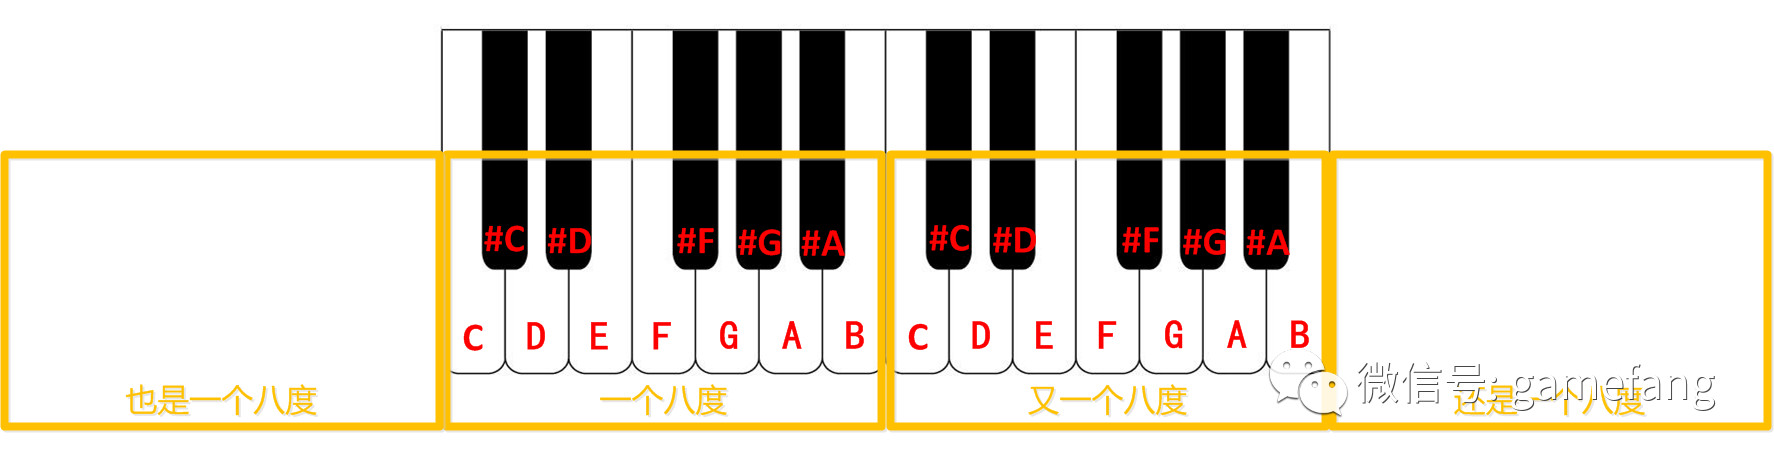 #C #D #F #G #A #C #D #F #G #A
C D E F G A B C D E F G A B
也是一个八度 一个八度 又一个八度 还是一个八度
微信号: gamefang